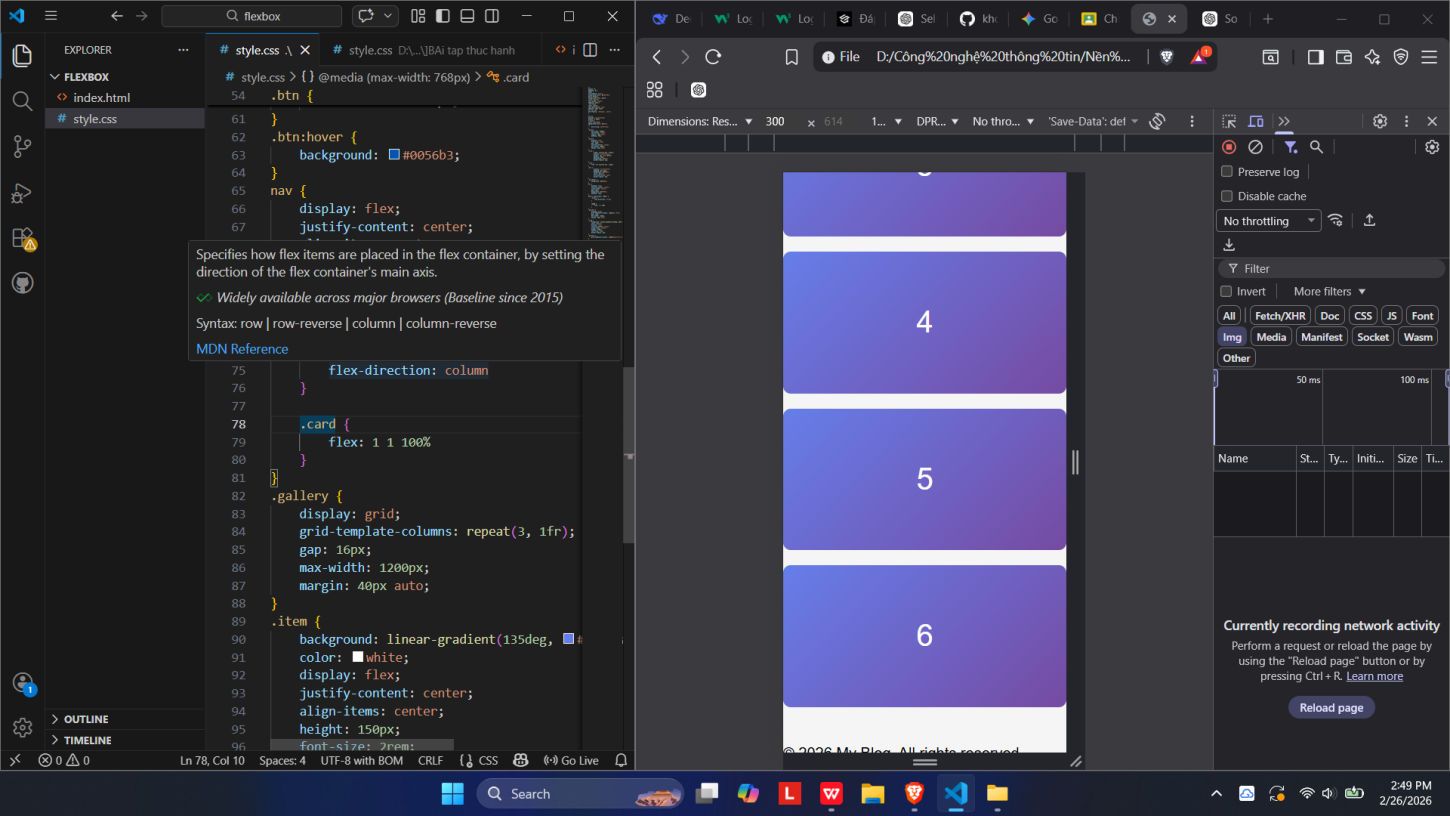 flexbox
EXPLORER
style.css .\
style.css D:\...\]BAi tap thuc hanh
FLEXBOX
index.html
style.css
style.css > { } @media (max-width: 768px) > .card
54 .btn {
61 }
62 .btn:hover {
63 background: #0056b3;
64 }
65 nav {
66 display: flex;
67 justify-content: center;
Specifies how flex items are placed in the flex container, by setting the
direction of the flex container's main axis.
Widely available across major browsers (Baseline since 2015)
Syntax: row | row-reverse | column | column-reverse
MDN Reference
75 flex-direction: column
76 }
77
78 .card {
79 flex: 1 1 100%
80 }
81 }
82 .gallery {
83 display: grid;
84 grid-template-columns: repeat(3, 1fr);
85 gap: 16px;
86 max-width: 1200px;
87 margin: 40px auto;
88 }
89 .item {
90 background: linear-gradient(135deg, #
91 color: white;
92 display: flex;
93 justify-content: center;
94 align-items: center;
95 height: 150px;
96 font-size: 2rem;
OUTLINE
TIMELINE
1
0 0
Ln 78, Col 10
Spaces: 4
UTF-8 with BOM
CRLF
{ } CSS
Go Live
De
Lo
Lo
Đá
Sel
kh
Go
Ch
So
File
D:/Công%20nghệ%20thông%20tin/Nền%...
1
Dimensions: Res...
300 × 614
1...
DPR...
No thro...
'Save-Data': def
4
5
6
© 2026 My Blog. All rights reserved.
Preserve log
Disable cache
No throttling
Filter
Invert
More filters
All
Fetch/XHR
Doc
CSS
JS
Font
Img
Media
Manifest
Socket
Wasm
Other
50 ms
100 ms
Name
St...
Ty...
Initi...
Size
Ti...
Currently recording network activity
Perform a request or reload the page by
using the "Reload page" button or by
pressing Ctrl + R. Learn more
Reload page
Search
2:49 PM
2/26/2026